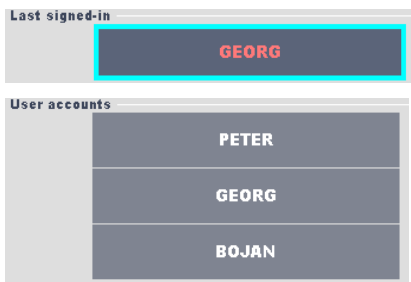 Last signed-in
GEORG
User accounts
PETER
GEORG
BOJAN